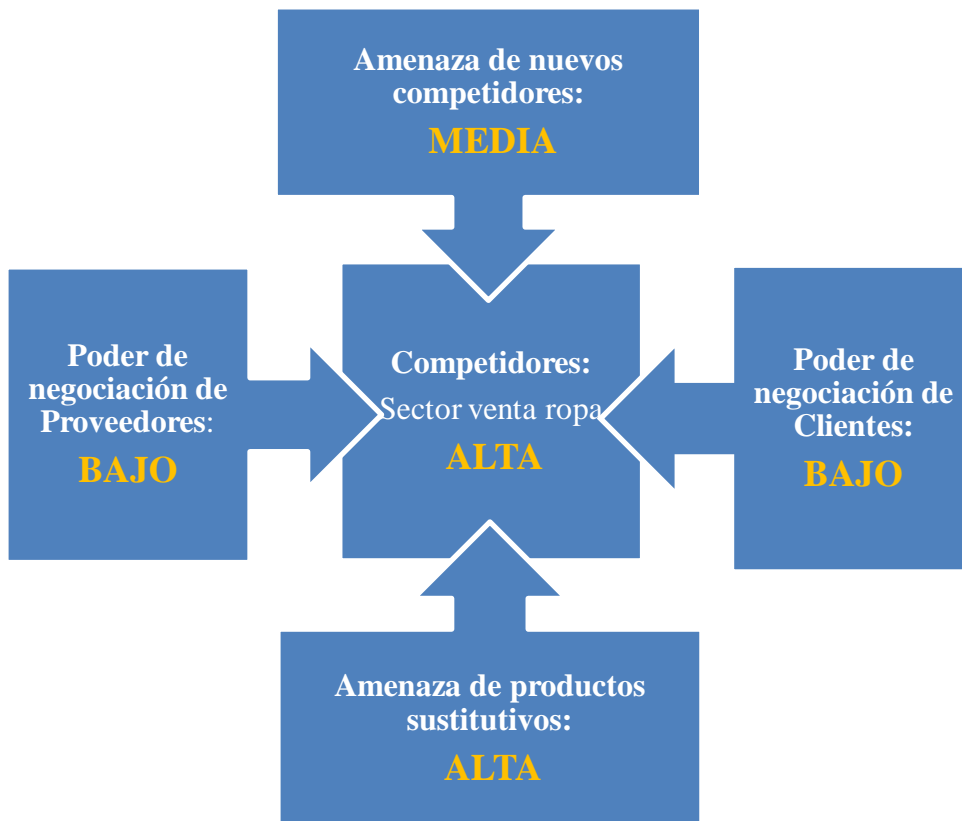 Amenaza de nuevos
competidores:
MEDIA
Poder de
negociación de
Proveedores:
BAJO
Competidores:
Sector venta ropa
ALTA
Poder de
negociación de
Clientes:
BAJO
Amenaza de productos
sustitutivos:
ALTA